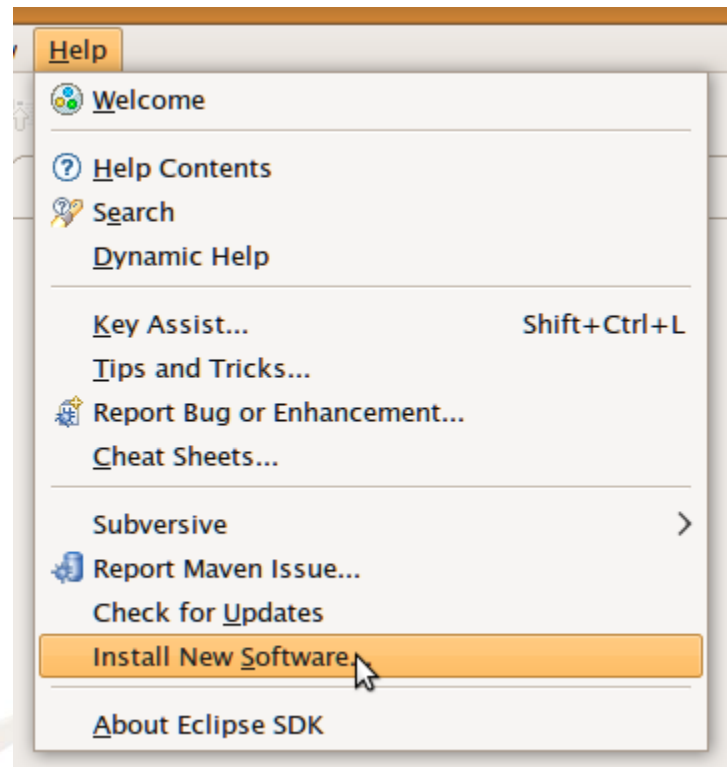 Help
Welcome
Help Contents
Search
Dynamic Help
Key Assist... Shift+Ctrl+L
Tips and Tricks...
Report Bug or Enhancement...
Cheat Sheets...
Subversive
Report Maven Issue...
Check for Updates
Install New Software...
About Eclipse SDK